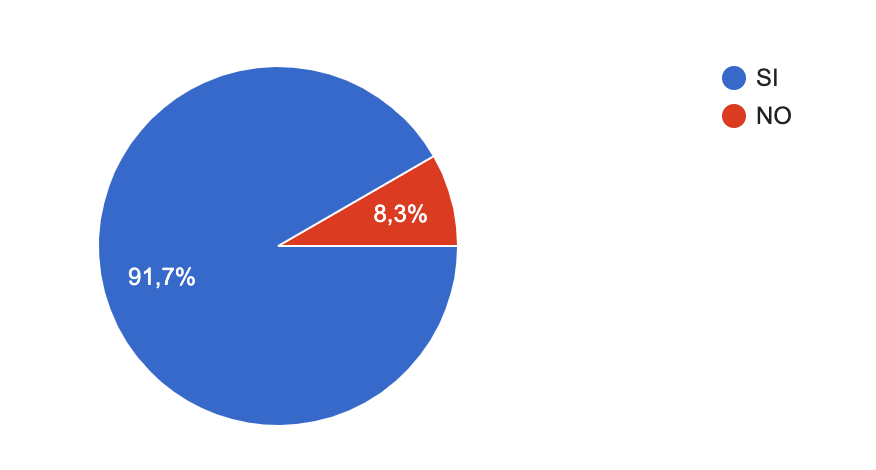 SI
NO
8,3%
91,7%